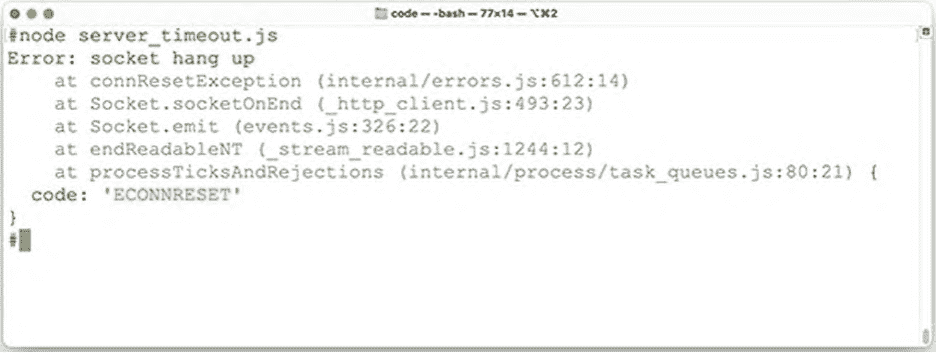 code — -bash — 77×14 — ⌥⌘2
#node server_timeout.js
Error: socket hang up
    at connResetException (internal/errors.js:612:14)
    at Socket.socketOnEnd (_http_client.js:493:23)
    at Socket.emit (events.js:326:22)
    at endReadableNT (_stream_readable.js:1244:12)
    at processTicksAndRejections (internal/process/task_queues.js:80:21) {
  code: 'ECONNRESET'
}
#